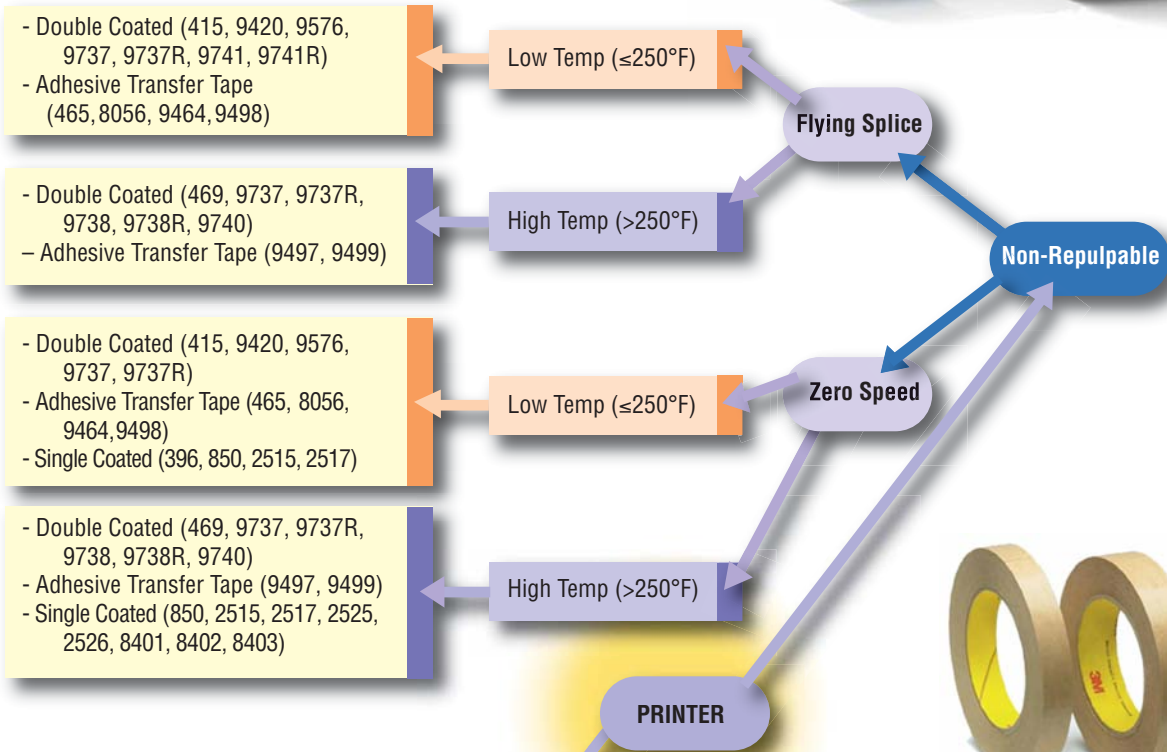 - Double Coated (415, 9420, 9576,
9737, 9737R, 9741, 9741R)
- Adhesive Transfer Tape
(465, 8056, 9464, 9498)
Low Temp (≤250°F)
Flying Splice
- Double Coated (469, 9737, 9737R,
9738, 9738R, 9740)
– Adhesive Transfer Tape (9497, 9499)
High Temp (>250°F)
Non-Repulpable
- Double Coated (415, 9420, 9576,
9737, 9737R)
- Adhesive Transfer Tape (465, 8056,
9464,9498)
- Single Coated (396, 850, 2515, 2517)
Low Temp (≤250°F)
Zero Speed
- Double Coated (469, 9737, 9737R,
9738, 9738R, 9740)
- Adhesive Transfer Tape (9497, 9499)
- Single Coated (850, 2515, 2517, 2525,
2526, 8401, 8402, 8403)
High Temp (>250°F)
3M
PRINTER